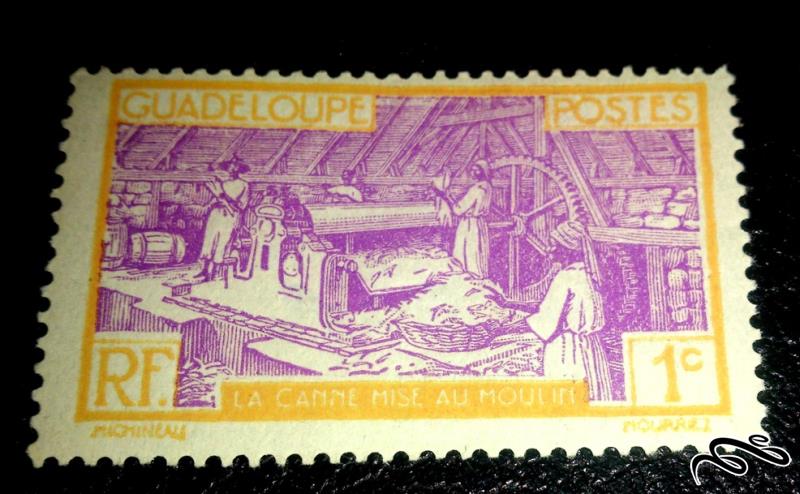 GUADELOUPE POSTES
RF. 1c
LA CANNE MISE AU MOULIN